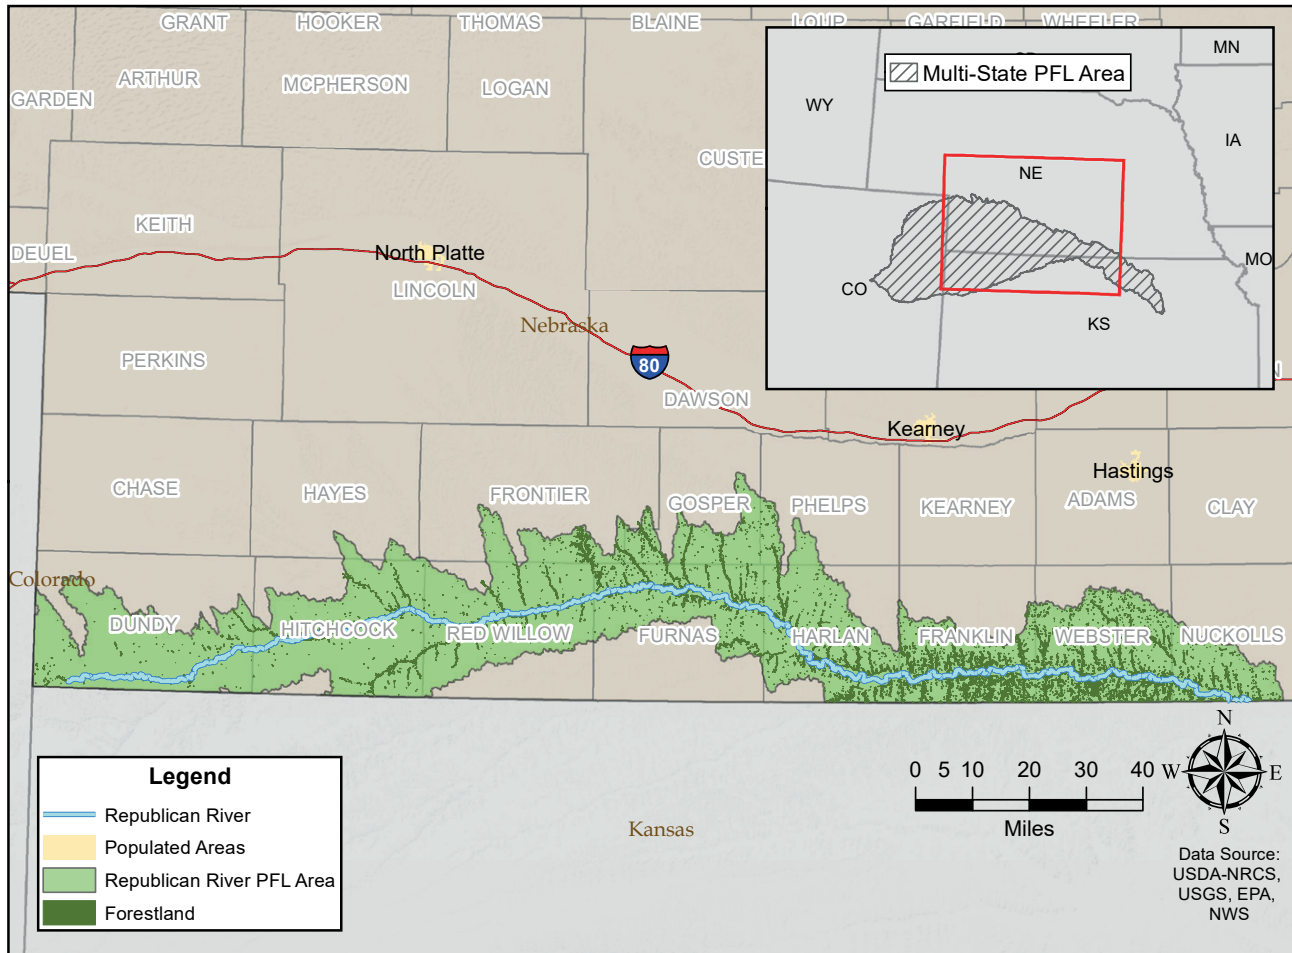 GRANT
HOOKER
THOMAS
BLAINE
LOUP
GARFIELD
WHEELER
GARDEN
ARTHUR
MCPHERSON
LOGAN
CUSTE
Multi-State PFL Area
MN
WY
IA
NE
MO
CO
KS
DEUEL
KEITH
North Platte
LINCOLN
Nebraska
PERKINS
80
DAWSON
Kearney
Hastings
CHASE
HAYES
FRONTIER
GOSPER
PHELPS
KEARNEY
ADAMS
CLAY
Colorado
DUNDY
HITCHCOCK
RED WILLOW
FURNAS
HARLAN
FRANKLIN
WEBSTER
NUCKOLLS
Legend
Republican River
Populated Areas
Republican River PFL Area
Forestland
Kansas
0 5 10 20 30 40
Miles
N
W E
S
Data Source:
USDA-NRCS,
USGS, EPA,
NWS